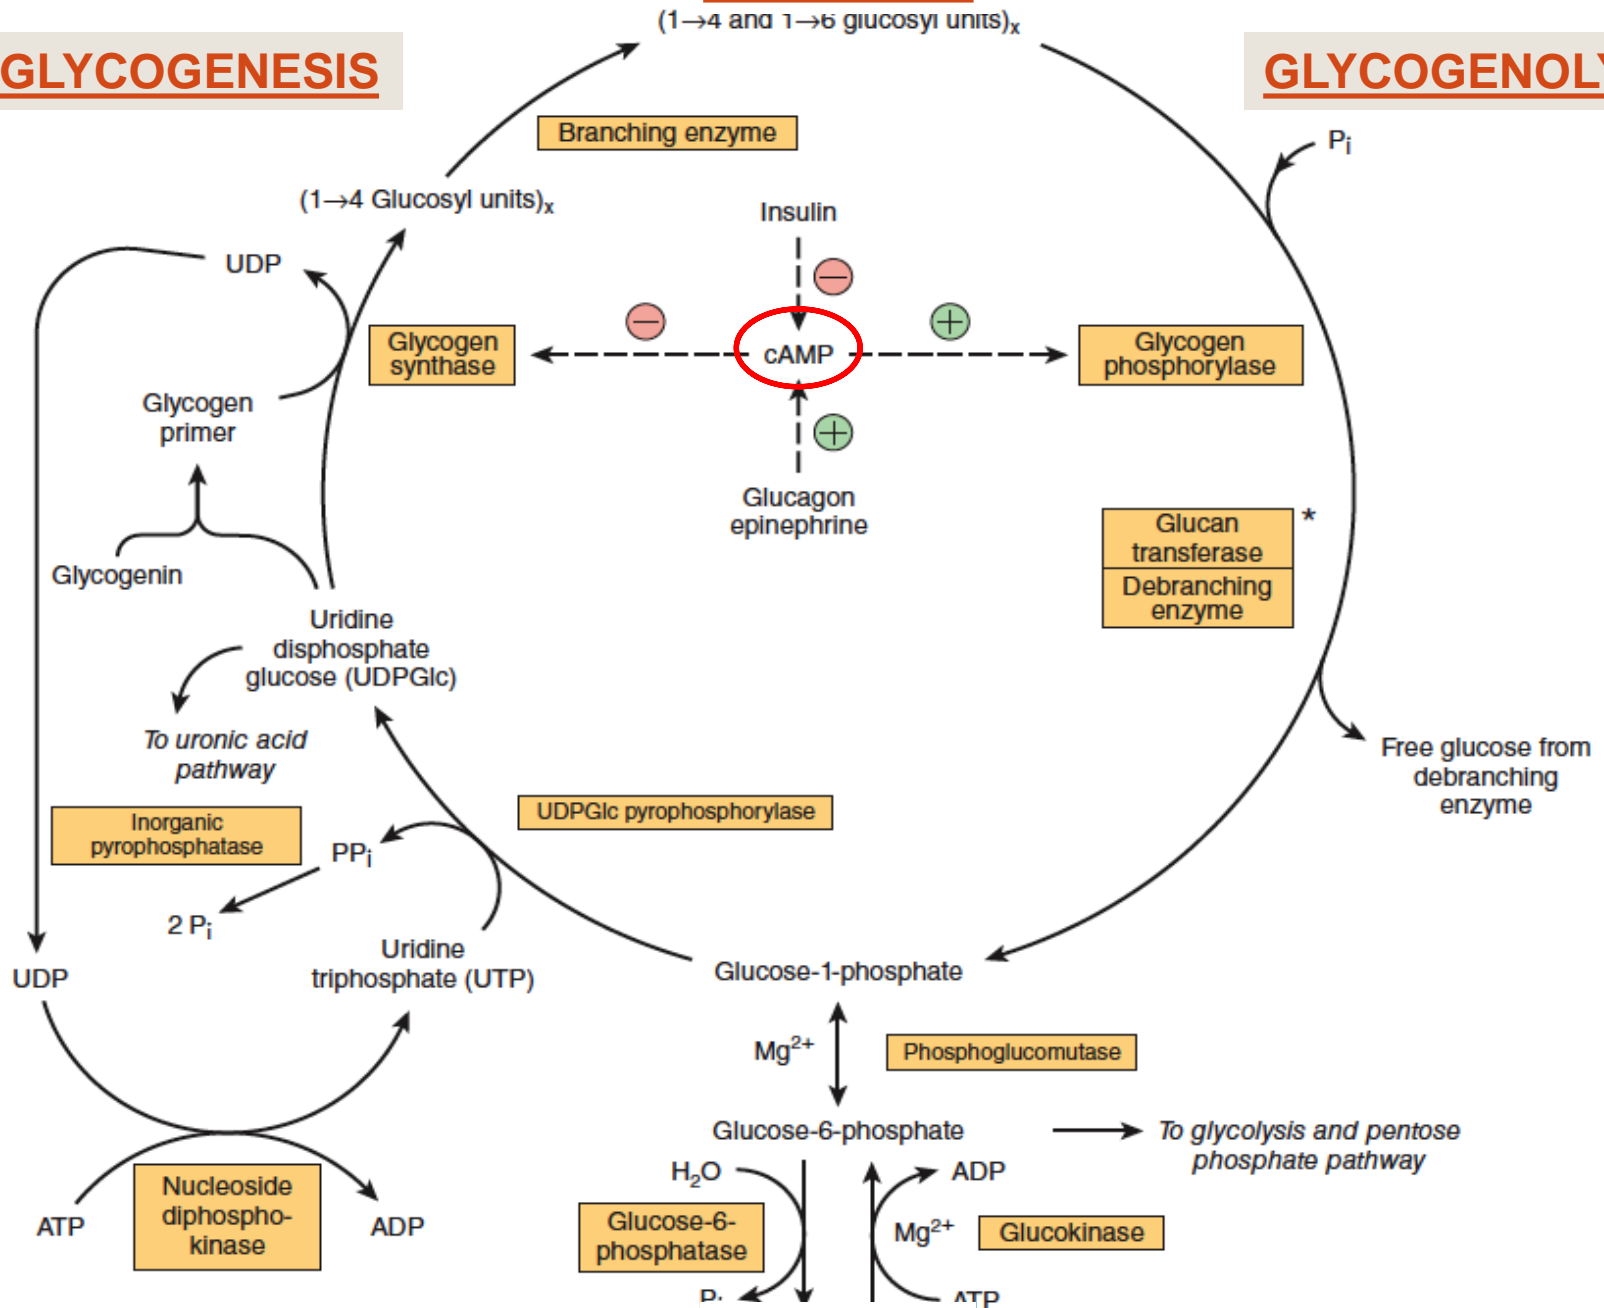 (1→4 and 1→6 glucosyl units)x
GLYCOGENESIS
GLYCOGENOLY
Branching enzyme
Pi
(1→4 Glucosyl units)x
Insulin
UDP
−
−
+
Glycogen
synthase
cAMP
Glycogen
phosphorylase
Glycogen
primer
+
Glucagon
epinephrine
Glucan
transferase
*
Debranching
enzyme
Glycogenin
Uridine
disphosphate
glucose (UDPGlc)
To uronic acid
pathway
Free glucose from
debranching
enzyme
UDPGlc pyrophosphorylase
Inorganic
pyrophosphatase
PPi
2 Pi
Uridine
triphosphate (UTP)
UDP
Glucose-1-phosphate
Mg2+
Phosphoglucomutase
Glucose-6-phosphate
To glycolysis and pentose
phosphate pathway
H2O
ADP
Nucleoside
diphospho-
kinase
ATP
ADP
Glucose-6-
phosphatase
Mg2+
Glucokinase
Pi
ATP